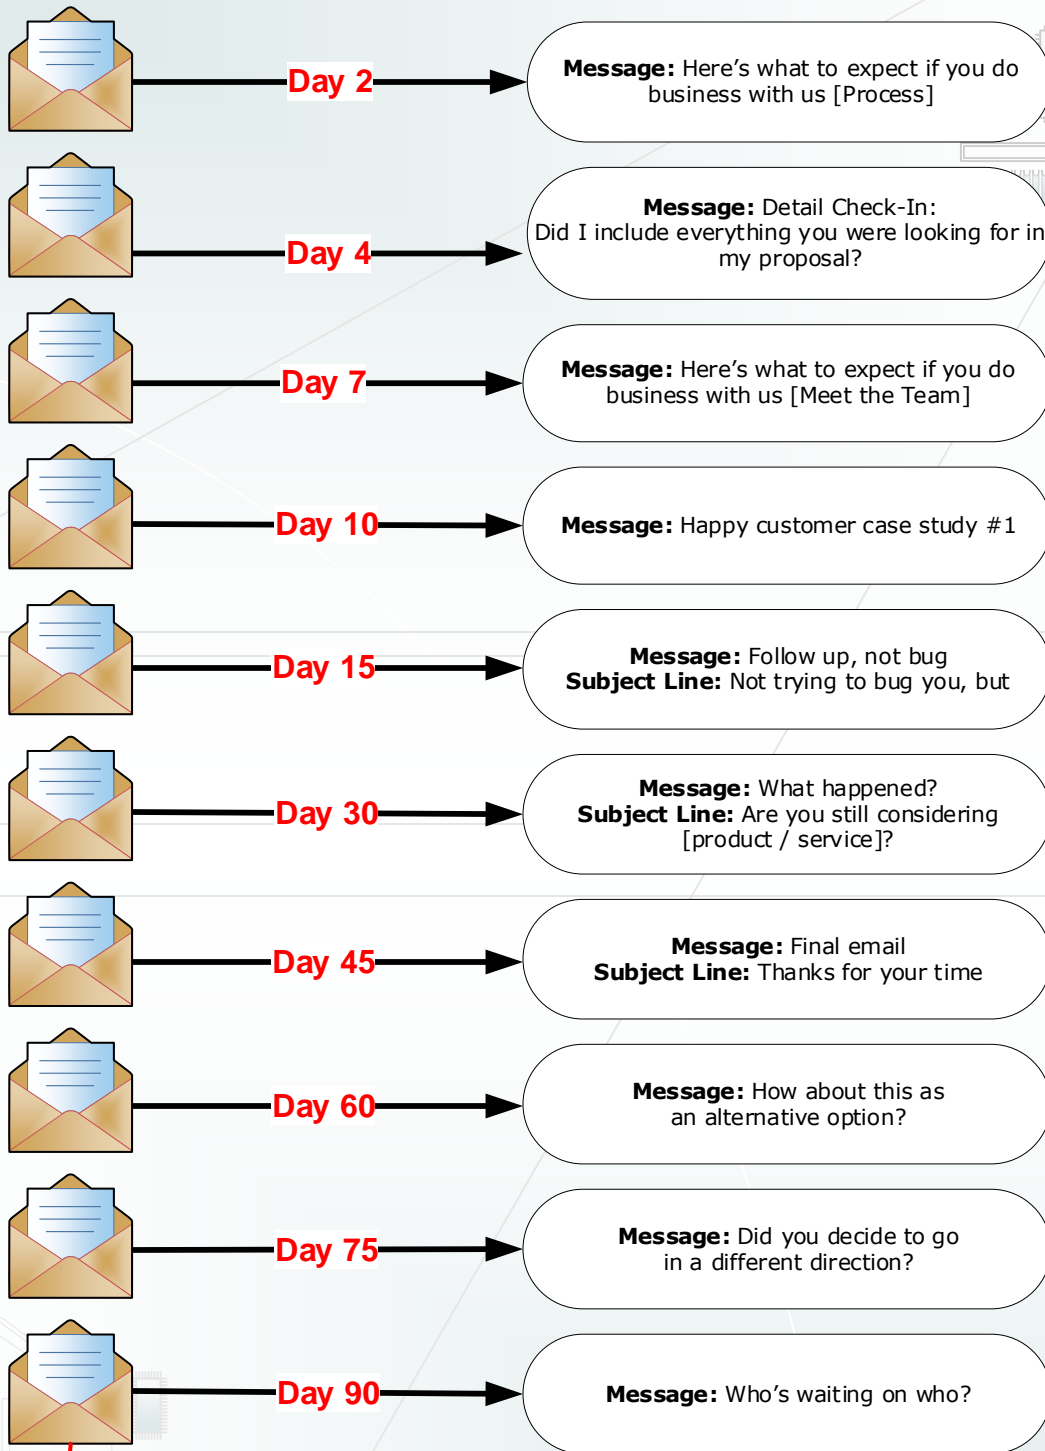 Day 2
Message: Here’s what to expect if you do
business with us [Process]
Day 4
Message: Detail Check-In:
Did I include everything you were looking for in
my proposal?
Day 7
Message: Here’s what to expect if you do
business with us [Meet the Team]
Day 10
Message: Happy customer case study #1
Day 15
Message: Follow up, not bug
Subject Line: Not trying to bug you, but
Day 30
Message: What happened?
Subject Line: Are you still considering
[product / service]?
Day 45
Message: Final email
Subject Line: Thanks for your time
Day 60
Message: How about this as
an alternative option?
Day 75
Message: Did you decide to go
in a different direction?
Day 90
Message: Who’s waiting on who?